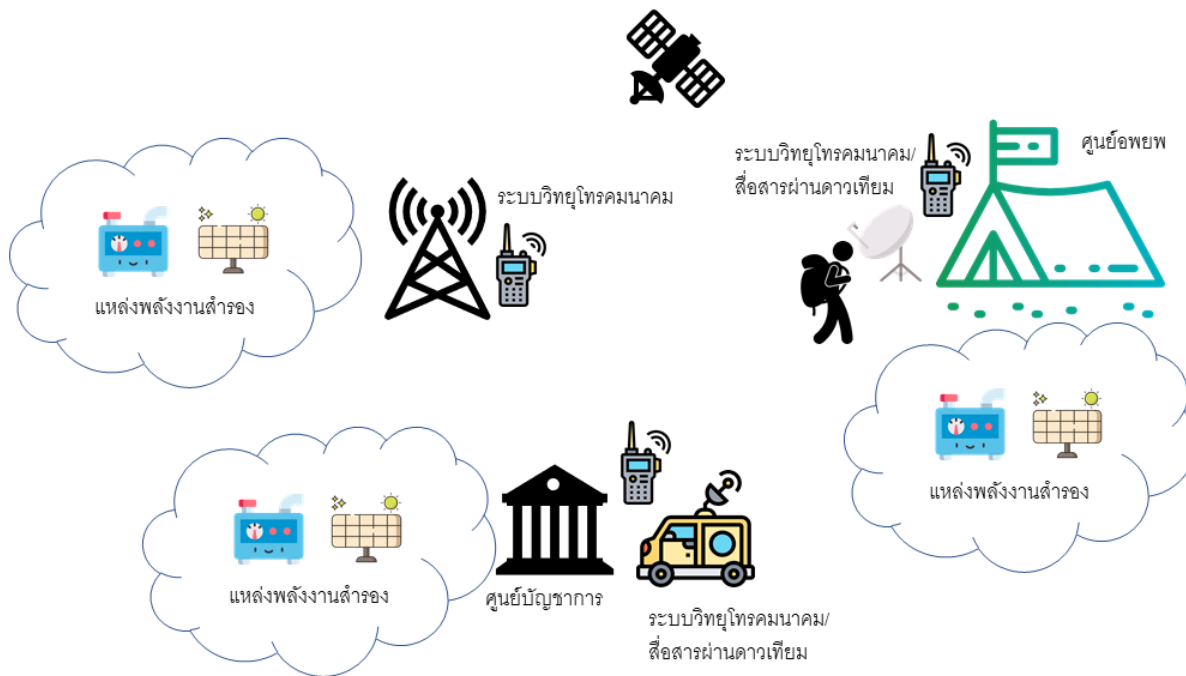 ศูนย์อพยพ
ระบบวิทยุโทรคมนาคม/
สื่อสารผ่านดาวเทียม
ระบบวิทยุโทรคมนาคม
แหล่งพลังงานสำรอง
แหล่งพลังงานสำรอง
แหล่งพลังงานสำรอง
ศูนย์บัญชาการ
ระบบวิทยุโทรคมนาคม/
สื่อสารผ่านดาวเทียม